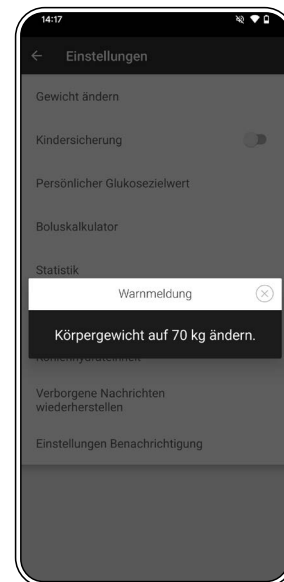 14:17
Einstellungen
Gewicht ändern
Kindersicherung
Persönlicher Glukosezielwert
Boluskalkulator
Statistik
Warnmeldung
Körpergewicht auf 70 kg ändern.
Verborgene Nachrichten
wiederherstellen
Einstellungen Benachrichtigung